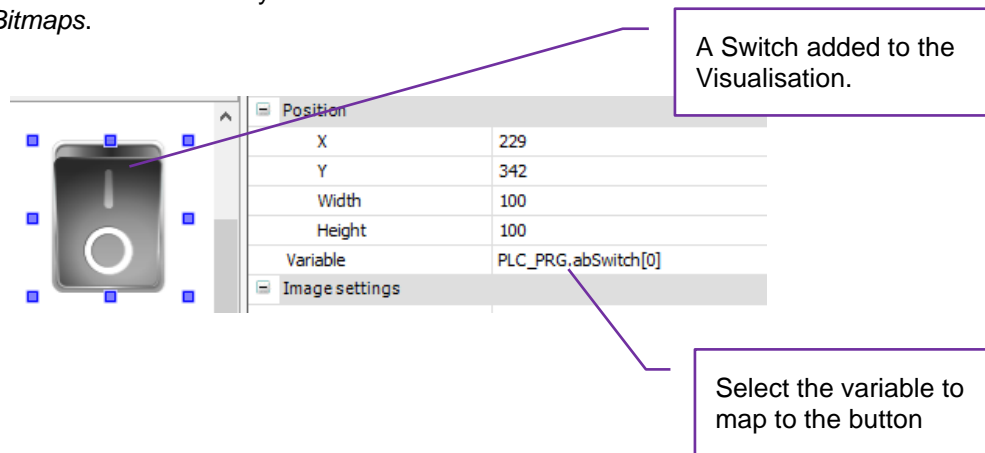 Bitmaps.
A Switch added to the
Visualisation.
Position
X 229
Y 342
Width 100
Height 100
Variable PLC_PRG.abSwitch[0]
Image settings
Select the variable to
map to the button